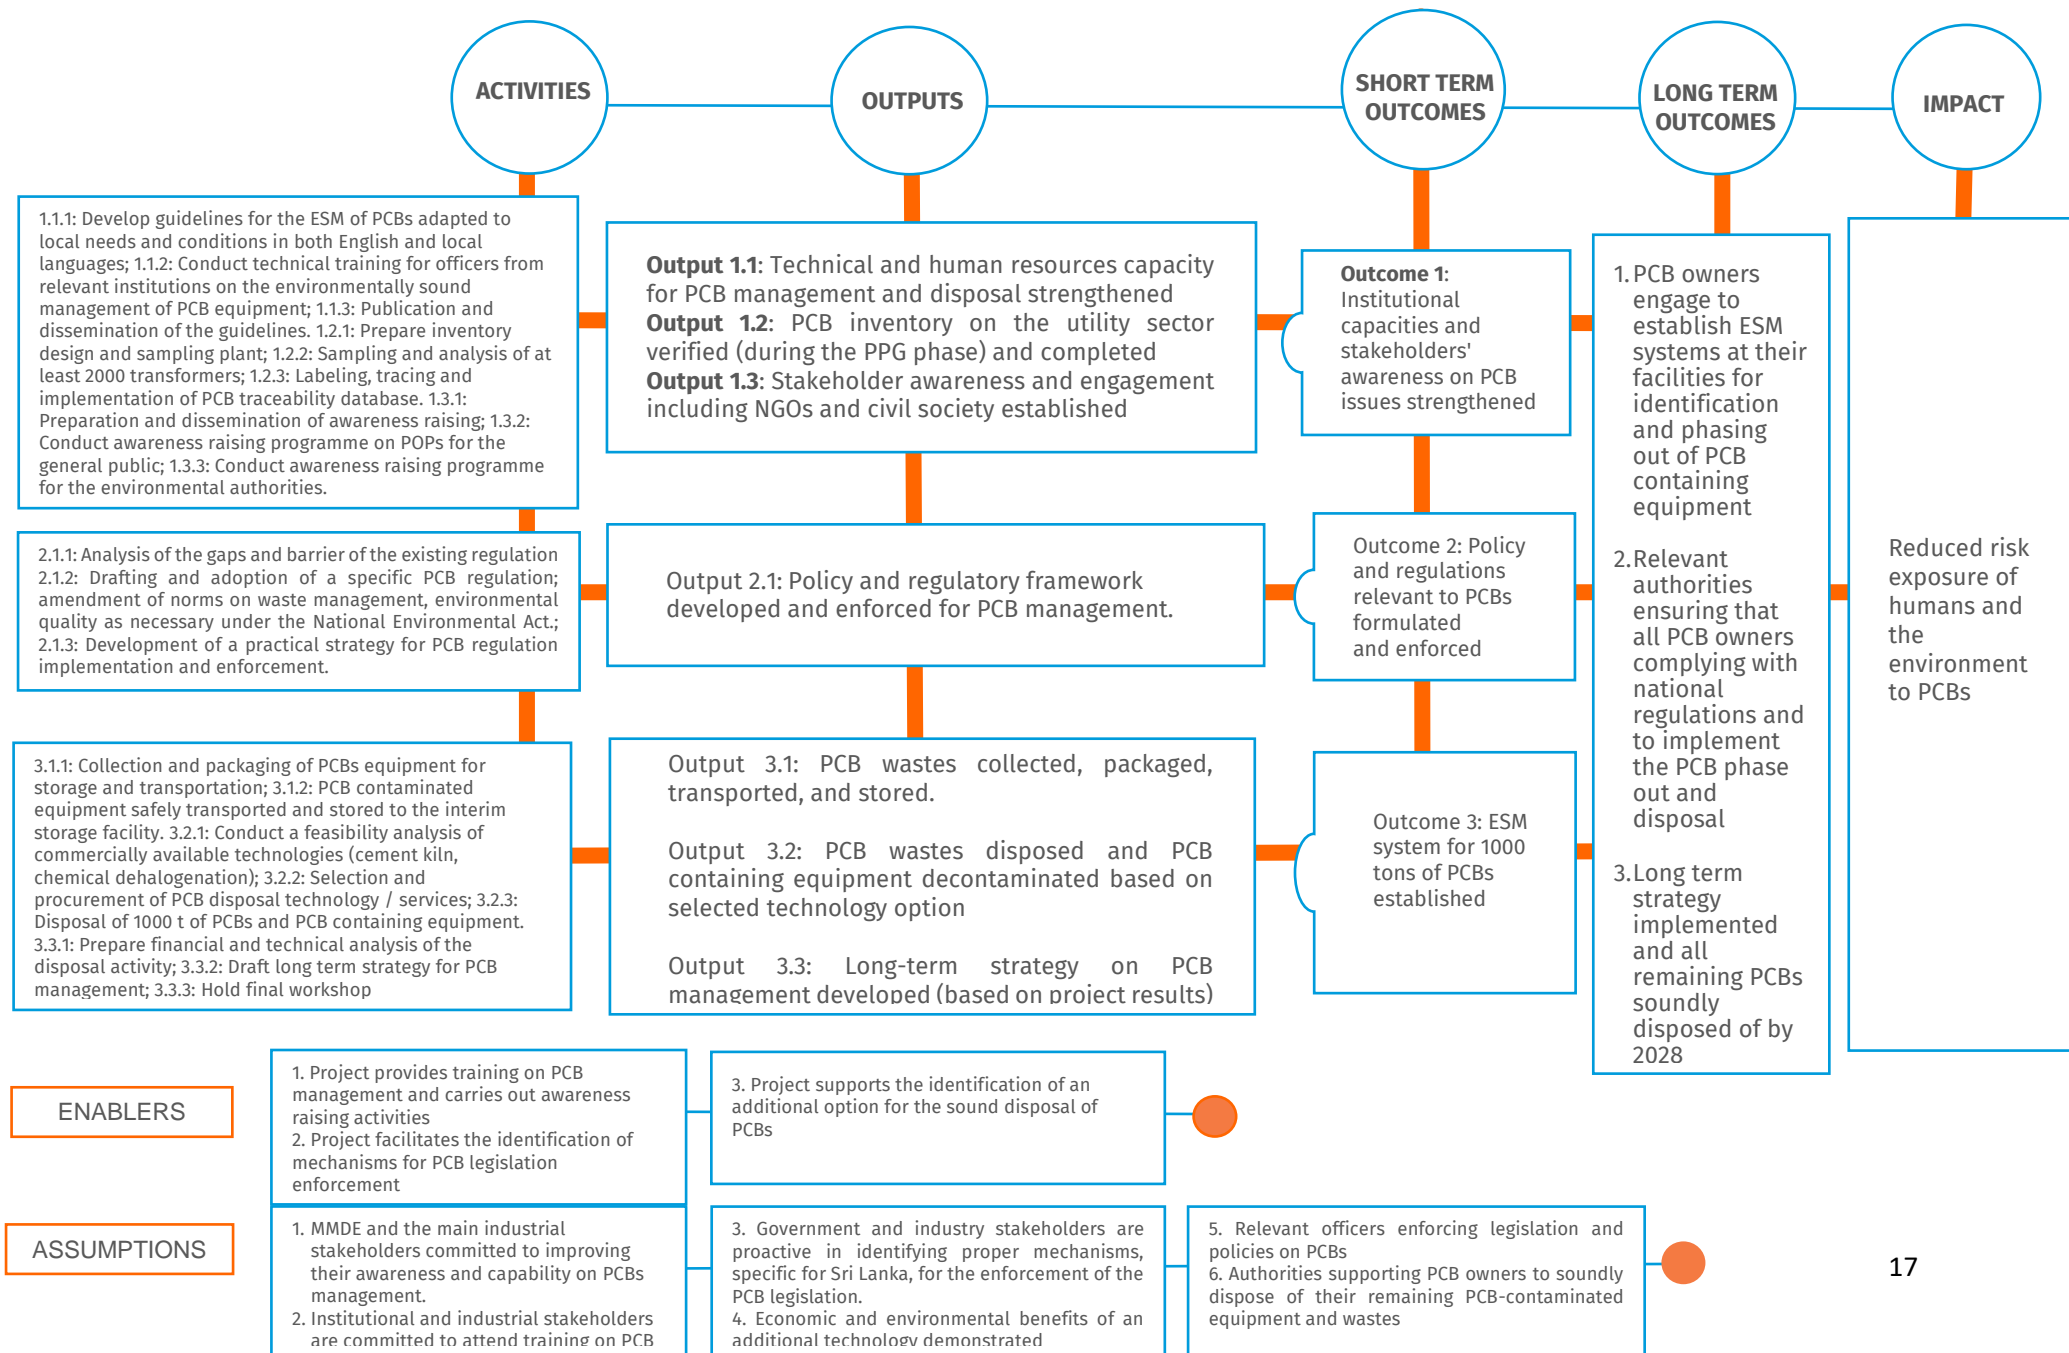 ACTIVITIES
OUTPUTS
SHORT TERM
OUTCOMES
LONG TERM
OUTCOMES
IMPACT
1.1.1: Develop guidelines for the ESM of PCBs adapted to
local needs and conditions in both English and local
languages; 1.1.2: Conduct technical training for officers from
relevant institutions on the environmentally sound
management of PCB equipment; 1.1.3: Publication and
dissemination of the guidelines. 1.2.1: Prepare inventory
design and sampling plant; 1.2.2: Sampling and analysis of at
least 2000 transformers; 1.2.3: Labeling, tracing and
implementation of PCB traceability database. 1.3.1:
Preparation and dissemination of awareness raising; 1.3.2:
Conduct awareness raising programme on POPs for the
general public; 1.3.3: Conduct awareness raising programme
for the environmental authorities.
Output 1.1: Technical and human resources capacity
for PCB management and disposal strengthened
Output 1.2: PCB inventory on the utility sector
verified (during the PPG phase) and completed
Output 1.3: Stakeholder awareness and engagement
including NGOs and civil society established
Outcome 1:
Institutional
capacities and
stakeholders'
awareness on PCB
issues strengthened
1. PCB owners
engage to
establish ESM
systems at their
facilities for
identification
and phasing
out of PCB
containing
equipment
2. Relevant
authorities
ensuring that
all PCB owners
complying with
national
regulations and
to implement
the PCB phase
out and
disposal
3. Long term
strategy
implemented
and all
remaining PCBs
soundly
disposed of by
2028
Reduced risk
exposure of
humans and
the
environment
to PCBs
2.1.1: Analysis of the gaps and barrier of the existing regulation
2.1.2: Drafting and adoption of a specific PCB regulation;
amendment of norms on waste management, environmental
quality as necessary under the National Environmental Act.;
2.1.3: Development of a practical strategy for PCB regulation
implementation and enforcement.
Output 2.1: Policy and regulatory framework
developed and enforced for PCB management.
Outcome 2: Policy
and regulations
relevant to PCBs
formulated
and enforced
3.1.1: Collection and packaging of PCBs equipment for
storage and transportation; 3.1.2: PCB contaminated
equipment safely transported and stored to the interim
storage facility. 3.2.1: Conduct a feasibility analysis of
commercially available technologies (cement kiln,
chemical dehalogenation); 3.2.2: Selection and
procurement of PCB disposal technology / services; 3.2.3:
Disposal of 1000 t of PCBs and PCB containing equipment.
3.3.1: Prepare financial and technical analysis of the
disposal activity; 3.3.2: Draft long term strategy for PCB
management; 3.3.3: Hold final workshop
Output 3.1: PCB wastes collected, packaged,
transported, and stored.
Output 3.2: PCB wastes disposed and PCB
containing equipment decontaminated based on
selected technology option
Output 3.3: Long-term strategy on PCB
management developed (based on project results)
Outcome 3: ESM
system for 1000
tons of PCBs
established
ENABLERS
1. Project provides training on PCB
management and carries out awareness
raising activities
2. Project facilitates the identification of
mechanisms for PCB legislation
enforcement
3. Project supports the identification of an
additional option for the sound disposal of
PCBs
ASSUMPTIONS
1. MMDE and the main industrial
stakeholders committed to improving
their awareness and capability on PCBs
management.
2. Institutional and industrial stakeholders
are committed to attend training on PCB
3. Government and industry stakeholders are
proactive in identifying proper mechanisms,
specific for Sri Lanka, for the enforcement of the
PCB legislation.
4. Economic and environmental benefits of an
additional technology demonstrated
5. Relevant officers enforcing legislation and
policies on PCBs
6. Authorities supporting PCB owners to soundly
dispose of their remaining PCB-contaminated
equipment and wastes
17